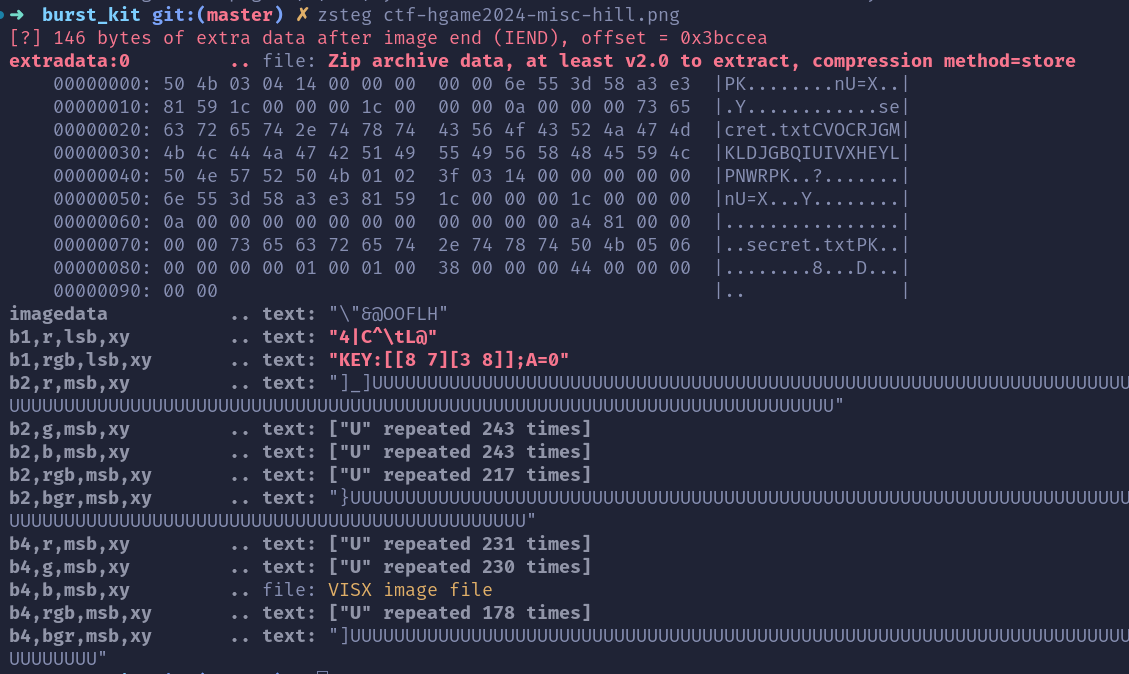 ➜ burst_kit git:(master) ✗ zsteg ctf-hgame2024-misc-hill.png
[?] 146 bytes of extra data after image end (IEND), offset = 0x3bccea
extradata:0 .. file: Zip archive data, at least v2.0 to extract, compression method=store
00000000: 50 4b 03 04 14 00 00 00 00 00 6e 55 3d 58 a3 e3 |PK........nU=X..|
00000010: 81 59 1c 00 00 00 1c 00 00 00 0a 00 00 00 73 65 |.Y............se|
00000020: 63 72 65 74 2e 74 78 74 43 56 4f 43 52 4a 47 4d |cret.txtCVOCRJGM|
00000030: 4b 4c 44 4a 47 42 51 49 55 49 56 58 48 45 59 4c |KLDJGBQIUIVXHEYL|
00000040: 50 4e 57 52 50 4b 01 02 3f 03 14 00 00 00 00 00 |PNWRPK..?.......|
00000050: 6e 55 3d 58 a3 e3 81 59 1c 00 00 00 1c 00 00 00 |nU=X...Y........|
00000060: 0a 00 00 00 00 00 00 00 00 00 00 00 a4 81 00 00 |................|
00000070: 00 00 73 65 63 72 65 74 2e 74 78 74 50 4b 05 06 |..secret.txtPK..|
00000080: 00 00 00 00 01 00 01 00 38 00 00 00 44 00 00 00 |........8...D...|
00000090: 00 00 |.. |
imagedata .. text: "\"&@OOFLH"
b1,r,lsb,xy .. text: "4|C^\tL@"
b1,rgb,lsb,xy .. text: "KEY:[[8 7][3 8]];A=0"
b2,r,msb,xy .. text: "]_]UUUUUUUUUUUUUUUUUUUUUUUUUUUUUUUUUUUUUUUUUUUUUUUUUUUUUUUUUUUUUUUUUUUUU
UUUUUUUUUUUUUUUUUUUUUUUUUUUUUUUUUUUUUUUUUUUUUUUUUUUUUUUUUUUUUUUUUUUUUUUUUUU"
b2,g,msb,xy .. text: ["U" repeated 243 times]
b2,b,msb,xy .. text: ["U" repeated 243 times]
b2,rgb,msb,xy .. text: ["U" repeated 217 times]
b2,bgr,msb,xy .. text: "}UUUUUUUUUUUUUUUUUUUUUUUUUUUUUUUUUUUUUUUUUUUUUUUUUUUUUUUUUUUUUUUUUUUUUUU
UUUUUUUUUUUUUUUUUUUUUUUUUUUUUUUUUUUUUUUUUUUUUUU"
b4,r,msb,xy .. text: ["U" repeated 231 times]
b4,g,msb,xy .. text: ["U" repeated 230 times]
b4,b,msb,xy .. file: VISX image file
b4,rgb,msb,xy .. text: ["U" repeated 178 times]
b4,bgr,msb,xy .. text: "]UUUUUUUUUUUUUUUUUUUUUUUUUUUUUUUUUUUUUUUUUUUUUUUUUUUUUUUUUUUUUUUUUUUUUUU
UUUUUUUU"